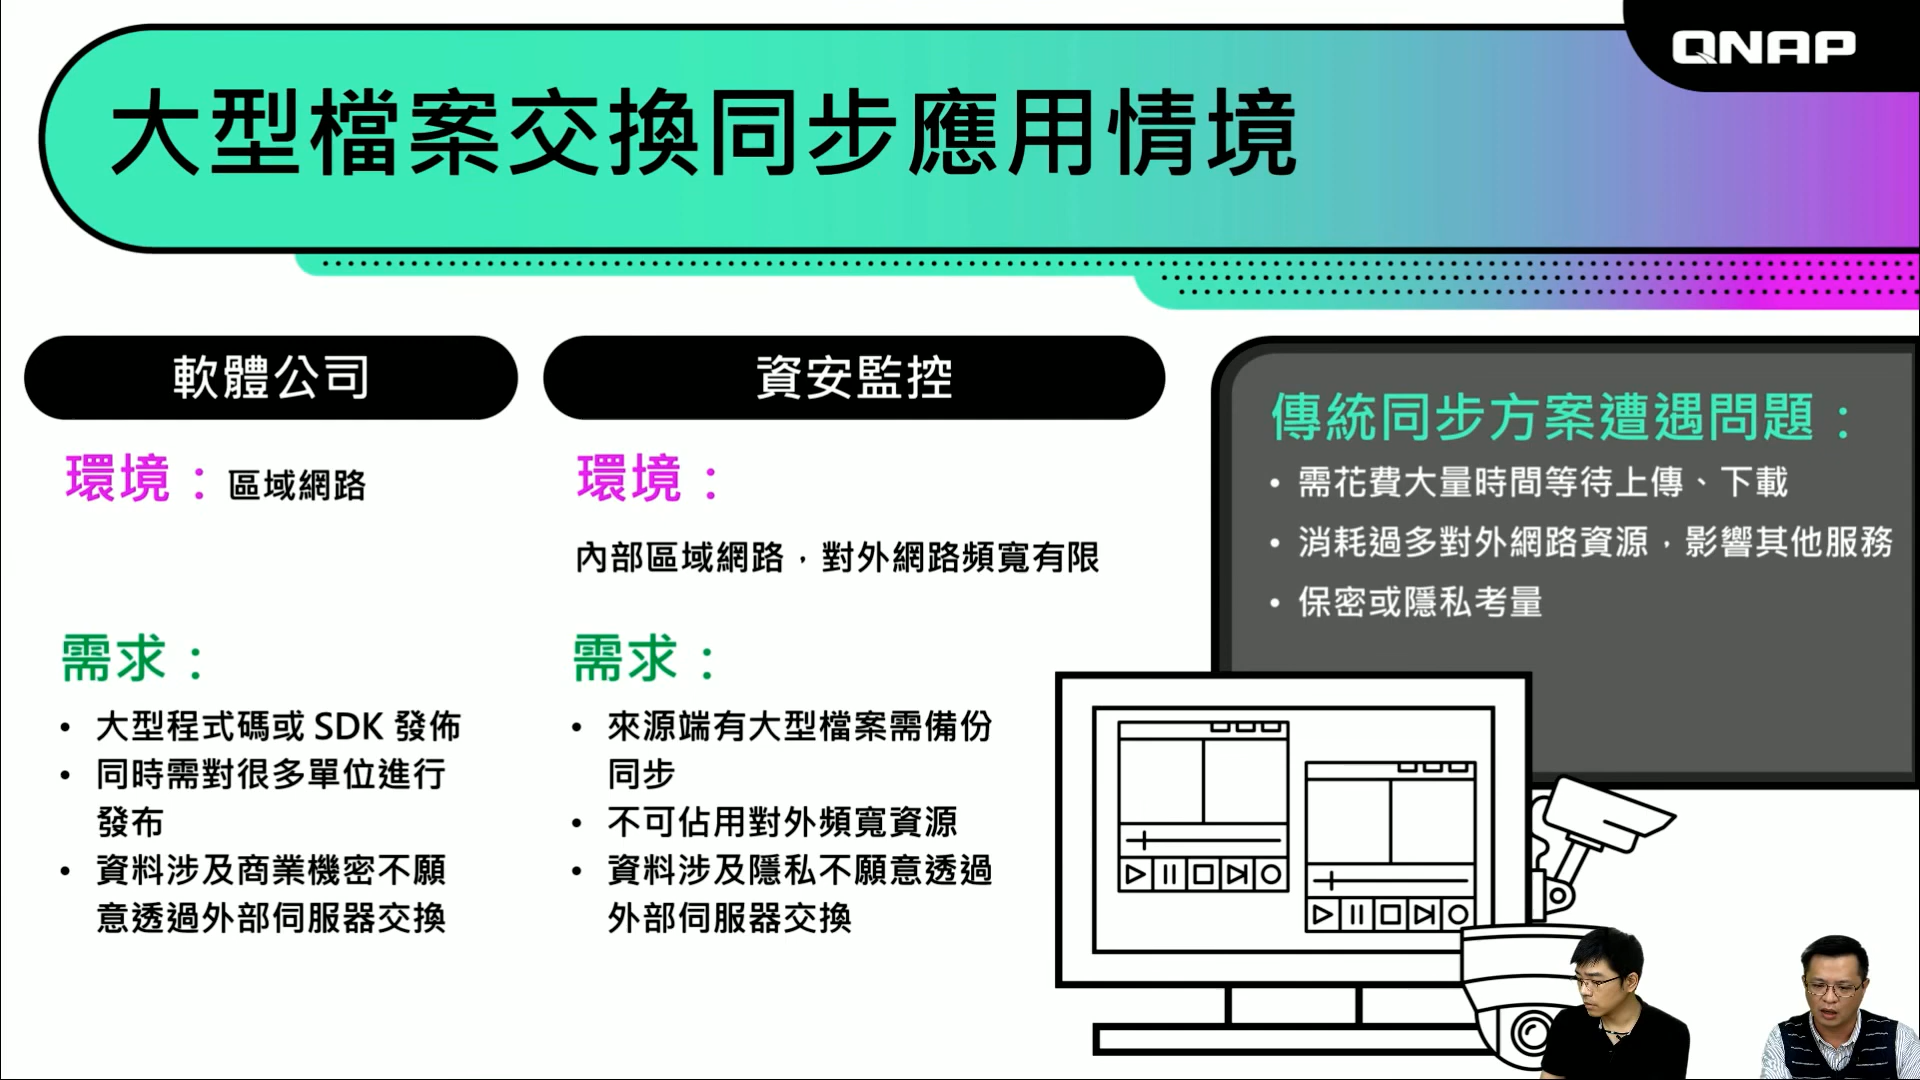 QNAP
大型檔案交換同步應用情境
軟體公司
環境：區域網路
需求：
• 大型程式碼或 SDK 發佈
• 同時需對很多單位進行
發布
• 資料涉及商業機密不願
意透過外部伺服器交換
資安監控
環境：
內部區域網路，對外網路頻寬有限
需求：
• 來源端有大型檔案需備份
同步
• 不可佔用對外頻寬資源
• 資料涉及隱私不願意透過
外部伺服器交換
傳統同步方案遭遇問題：
• 需花費大量時間等待上傳、下載
• 消耗過多對外網路資源，影響其他服務
• 保密或隱私考量